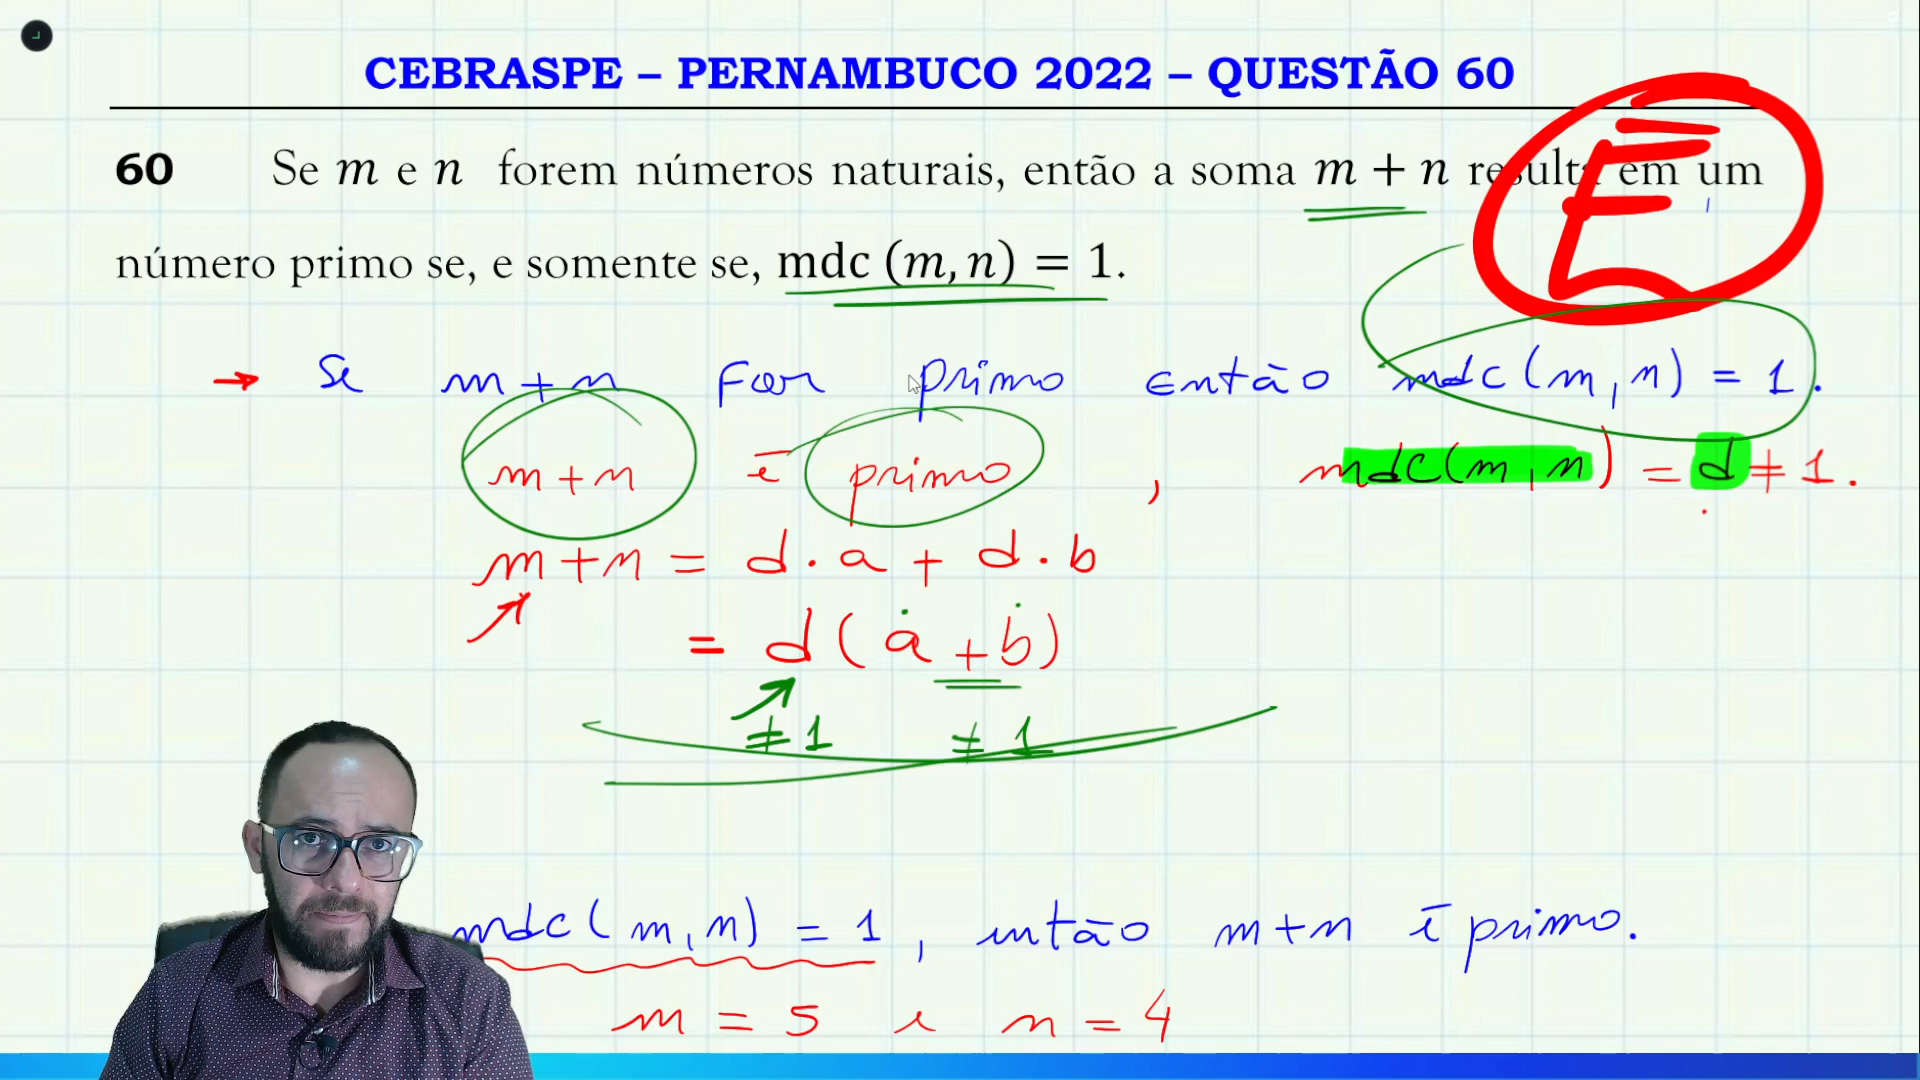 CEBRASPE – PERNAMBUCO 2022 – QUESTÃO 60
E
60 Se m e n forem números naturais, então a soma m + n resulta em um
número primo se, e somente se, mdc (m, n) = 1.
→ Se m+n for primo então mdc(m, n) = 1.
m+n é primo, mdc(m, n) = d ≠ 1.
m+n = d·a + d·b
= d(a+b)
≠1 ≠1
mdc(m, n) = 1, então m+n é primo.
m = 5 e n = 4